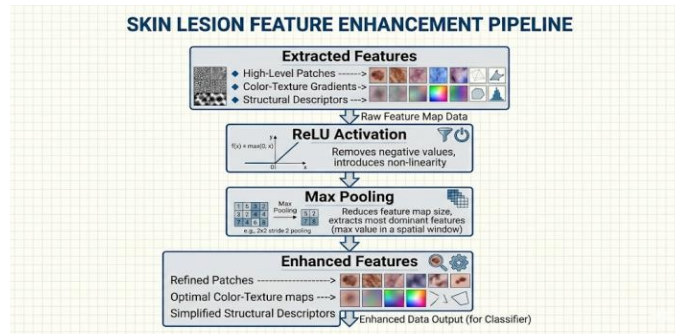 SKIN LESION FEATURE ENHANCEMENT PIPELINE
Extracted Features
High-Level Patches ------>
Color-Texture Gradients ->
Structural Descriptors --->
Raw Feature Map Data
ReLU Activation
y
x
0
Removes negative values,
introduces non-linearity
Max Pooling
Max
Pooling
e.g., 2x2 stride 2 pooling
Reduces feature map size,
extracts most dominant features
(max value in a spatial window)
Enhanced Features
Refined Patches ------------------>
Optimal Color-Texture maps --->
Simplified Structural Descriptors
Enhanced Data Output (for Classifier)